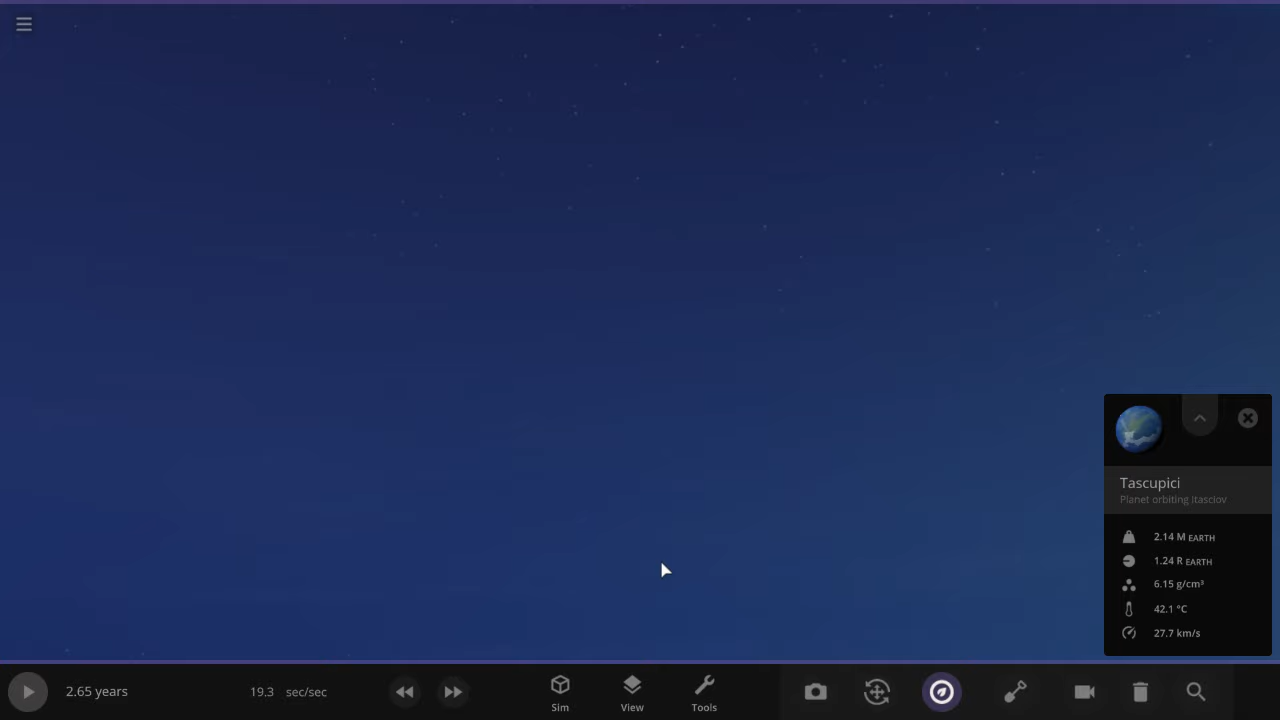 Tascupici
Planet orbiting Itasciov
2.14 M EARTH
1.24 R EARTH
6.15 g/cm³
42.1 °C
27.7 km/s
2.65 years
19.3 sec/sec
Sim
View
Tools